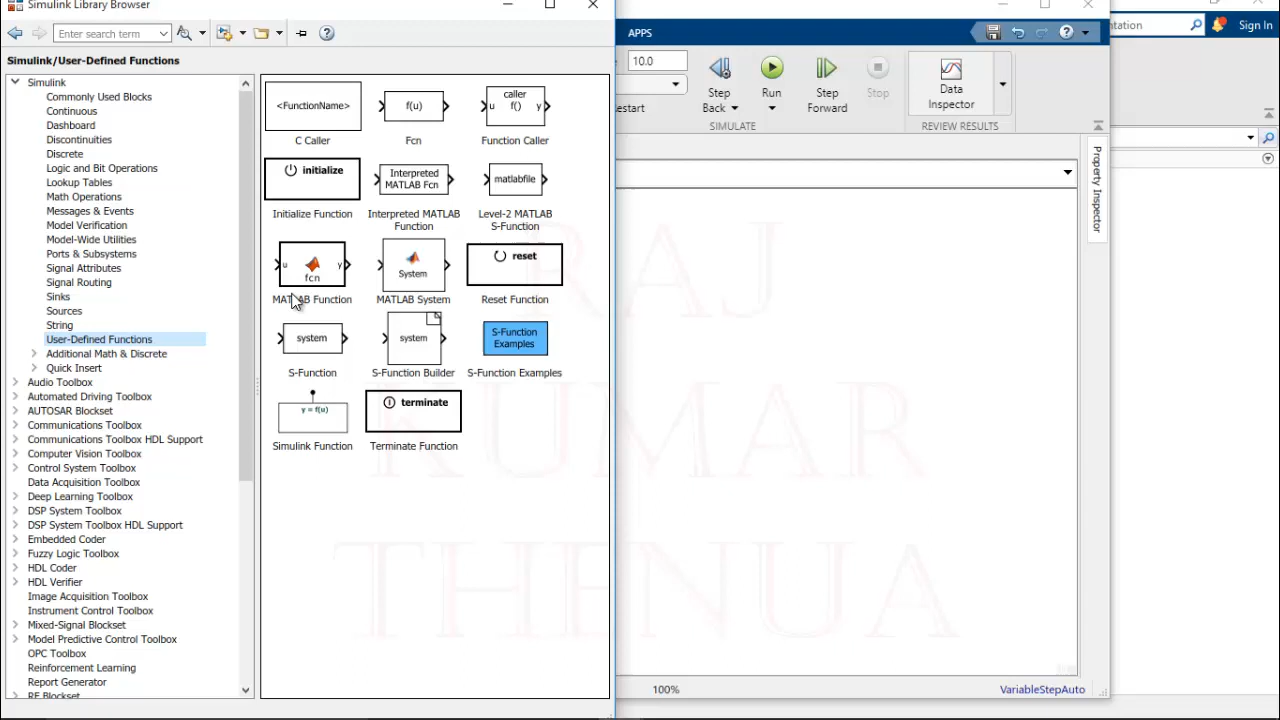 Simulink Library Browser
Enter search term
Simulink/User-Defined Functions
Simulink
Commonly Used Blocks
Continuous
Dashboard
Discontinuities
Discrete
Logic and Bit Operations
Lookup Tables
Math Operations
Messages & Events
Model Verification
Model-Wide Utilities
Ports & Subsystems
Signal Attributes
Signal Routing
Sinks
Sources
String
User-Defined Functions
Additional Math & Discrete
Quick Insert
Audio Toolbox
Automated Driving Toolbox
AUTOSAR Blockset
Communications Toolbox
Communications Toolbox HDL Support
Computer Vision Toolbox
Control System Toolbox
Data Acquisition Toolbox
Deep Learning Toolbox
DSP System Toolbox
DSP System Toolbox HDL Support
Embedded Coder
Fuzzy Logic Toolbox
HDL Coder
HDL Verifier
Image Acquisition Toolbox
Instrument Control Toolbox
Mixed-Signal Blockset
Model Predictive Control Toolbox
OPC Toolbox
Reinforcement Learning
Report Generator
RF Blockset
<FunctionName>
C Caller
f(u)
Fcn
caller
u f() y
Function Caller
initialize
Initialize Function
Interpreted
MATLAB Fcn
Interpreted MATLAB
Function
matlabfile
Level-2 MATLAB
S-Function
u y
fcn
MATLAB Function
System
MATLAB System
reset
Reset Function
system
S-Function
system
S-Function Builder
S-Function
Examples
S-Function Examples
y = f(u)
Simulink Function
terminate
Terminate Function
APPS
10.0
estart
Step
Back
Run
Step
Forward
Stop
SIMULATE
Data
Inspector
REVIEW RESULTS
Property Inspector
RAJ
KUMAR
THENUA
100%
VariableStepAuto
ntation
Sign In